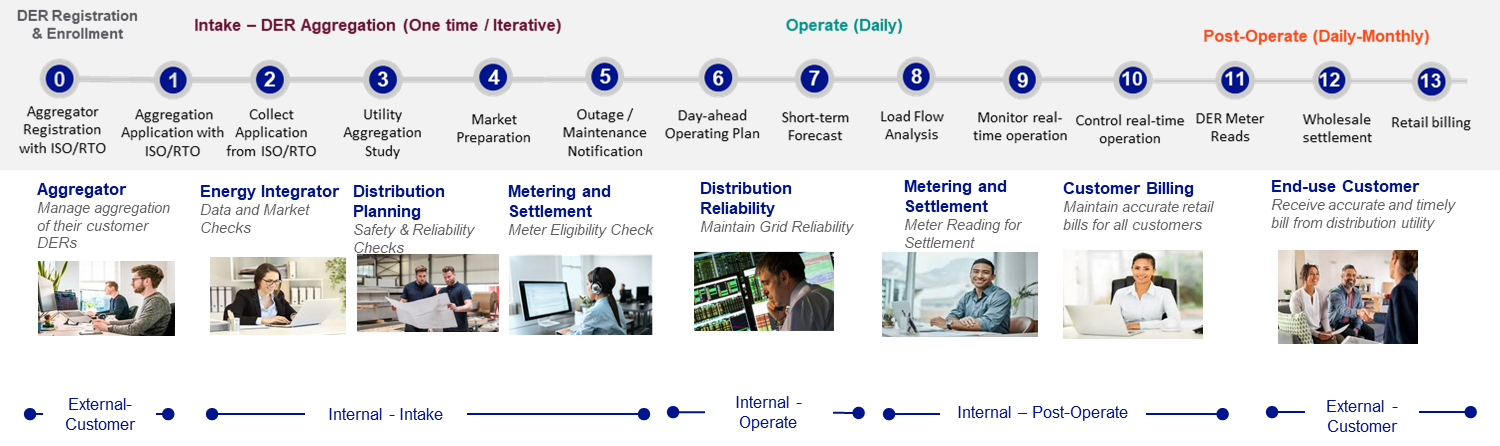 DER Registration
& Enrollment
Intake – DER Aggregation (One time / Iterative)
Operate (Daily)
Post-Operate (Daily-Monthly)
0
1
2
3
4
5
6
7
8
9
10
11
12
13
Aggregator
Registration
with ISO/RTO
Aggregation
Application with
ISO/RTO
Collect
Application
from ISO/RTO
Utility
Aggregation
Study
Market
Preparation
Outage /
Maintenance
Notification
Day-ahead
Operating Plan
Short-term
Forecast
Load Flow
Analysis
Monitor real-
time operation
Control real-time
operation
DER Meter
Reads
Wholesale
settlement
Retail billing
Aggregator
Manage aggregation
of their customer
DERs
Energy Integrator
Data and Market
Checks
Distribution
Planning
Safety & Reliability
Checks
Metering and
Settlement
Meter Eligibility Check
Distribution
Reliability
Maintain Grid Reliability
Metering and
Settlement
Meter Reading for
Settlement
Customer Billing
Maintain accurate retail
bills for all customers
End-use Customer
Receive accurate and timely
bill from distribution utility
External-
Customer
Internal - Intake
Internal -
Operate
Internal – Post-Operate
External -
Customer